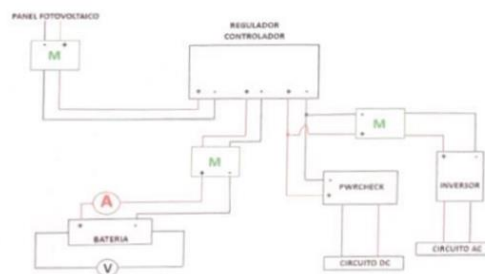 PANEL FOTOVOLTAICO
- +
M
REGULADOR
CONTROLADOR
+ - + - + -
M
+ -
M
A
+ -
BATERIA
V
-
+
PWRCHECK
+ -
INVERSOR
CIRCUITO DC
CIRCUITO AC